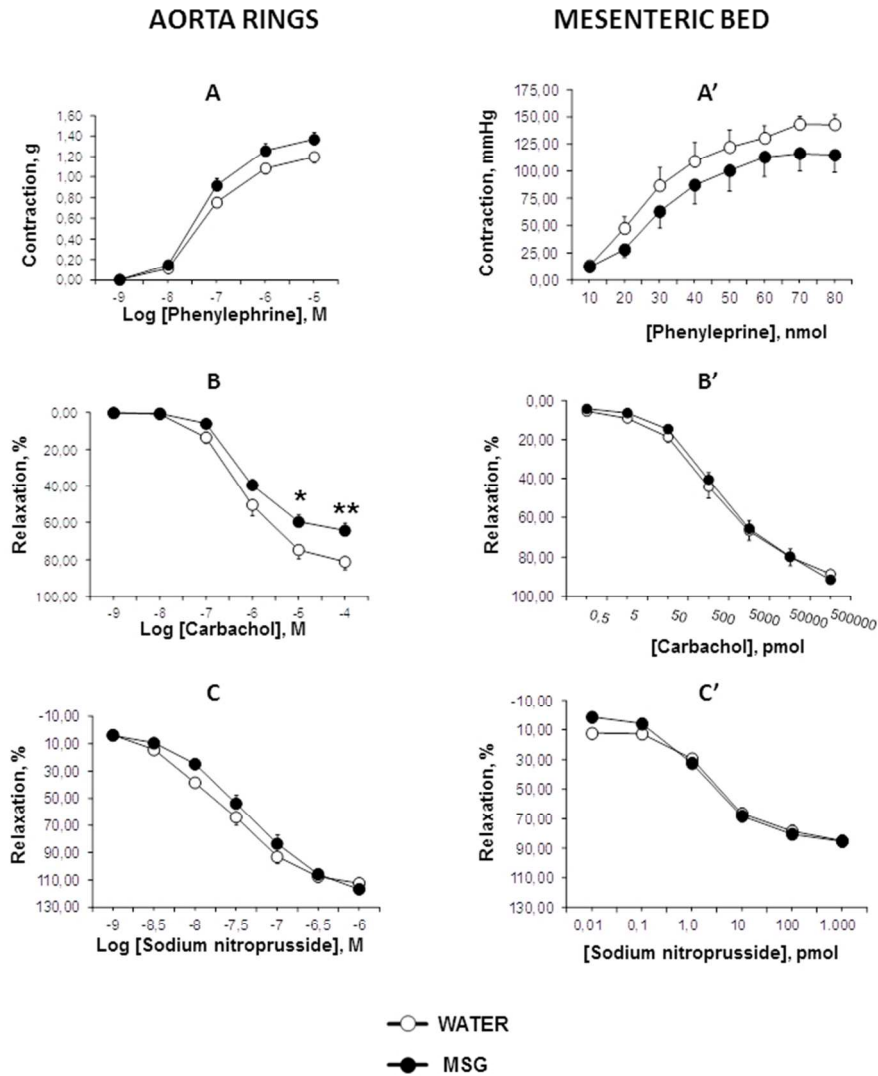 AORTA RINGS
MESENTERIC BED
A
1,60
1,40
1,20
1,00
0,80
0,60
0,40
0,20
0,00
Contraction, g
-9 -8 -7 -6 -5
Log [Phenylephrine], M
A'
175,00
150,00
125,00
100,00
75,00
50,00
25,00
0,00
Contraction, mmHg
10 20 30 40 50 60 70 80
[Phenyleprine], nmol
B
0,00
20,00
40,00
60,00
80,00
100,00
Relaxation, %
*
**
-9 -8 -7 -6 -5 -4
Log [Carbachol], M
B'
0,00
20,00
40,00
60,00
80,00
100,00
Relaxation, %
0,5 5 50 500 5000 50000 500000
[Carbachol], pmol
C
-10,00
10,00
30,00
50,00
70,00
90,00
110,00
130,00
Relaxation, %
-9 -8,5 -8 -7,5 -7 -6,5 -6
Log [Sodium nitroprusside], M
C'
-10,00
10,00
30,00
50,00
70,00
90,00
110,00
130,00
Relaxation, %
0,01 0,1 1,0 10 100 1.000
[Sodium nitroprusside], pmol
WATER
MSG